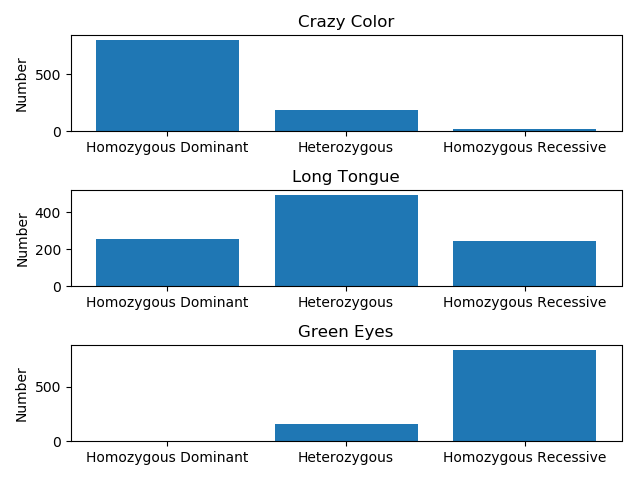 Crazy Color
Number
500
0
Homozygous Dominant Heterozygous Homozygous Recessive
Long Tongue
Number
400
200
0
Homozygous Dominant Heterozygous Homozygous Recessive
Green Eyes
Number
500
0
Homozygous Dominant Heterozygous Homozygous Recessive